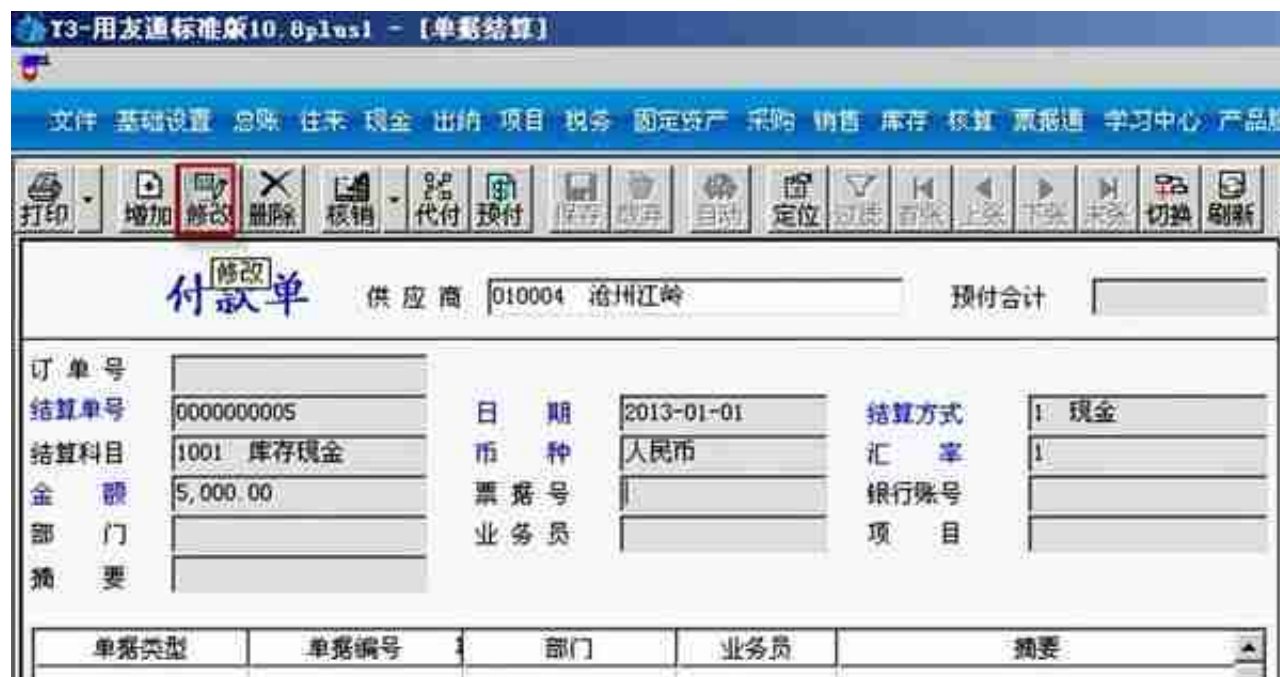 T3-用友通标准版10.8plus1 - [单据结算]
文件 基础设置 总账 往来 现金 出纳 项目 税务 固定资产 采购 销售 库存 核算 票据通 学习中心 产品
打印 增加 修改 删除 核销 代付 预付 保存 放弃 自动 定位 过滤 首张 上张 下张 末张 切换 刷新
修改
付款单 供应商 010004 沧州江岭 预付合计
订单号
结算单号 0000000005 日期 2013-01-01 结算方式 1 现金
结算科目 1001 库存现金 币种 人民币 汇率 1
金额 5,000.00 票据号 银行账号
部门 业务员 项目
摘要
单据类型 单据编号 部门 业务员 摘要